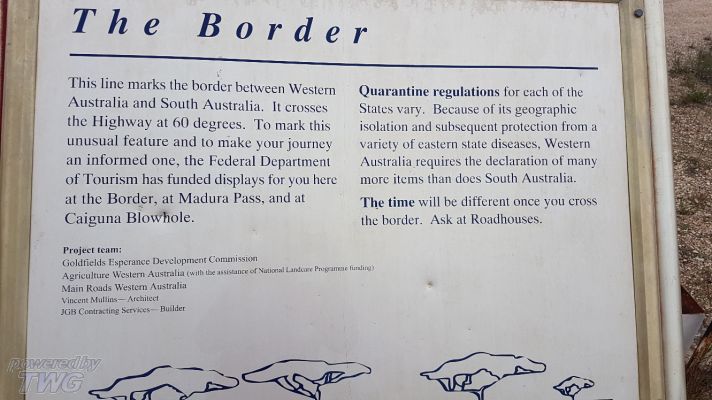 The Border
This line marks the border between Western
Australia and South Australia. It crosses
the Highway at 60 degrees. To mark this
unusual feature and to make your journey
an informed one, the Federal Department
of Tourism has funded displays for you here
at the Border, at Madura Pass, and at
Caiguna Blowhole.
Quarantine regulations for each of the
States vary. Because of its geographic
isolation and subsequent protection from a
variety of eastern state diseases, Western
Australia requires the declaration of many
more items than does South Australia.
The time will be different once you cross
the border. Ask at Roadhouses.
Project team:
Goldfields Esperance Development Commission
Agriculture Western Australia (with the assistance of National Landcare Programme funding)
Main Roads Western Australia
Vincent Mullins— Architect
JGB Contracting Services— Builder
powered by
TWG